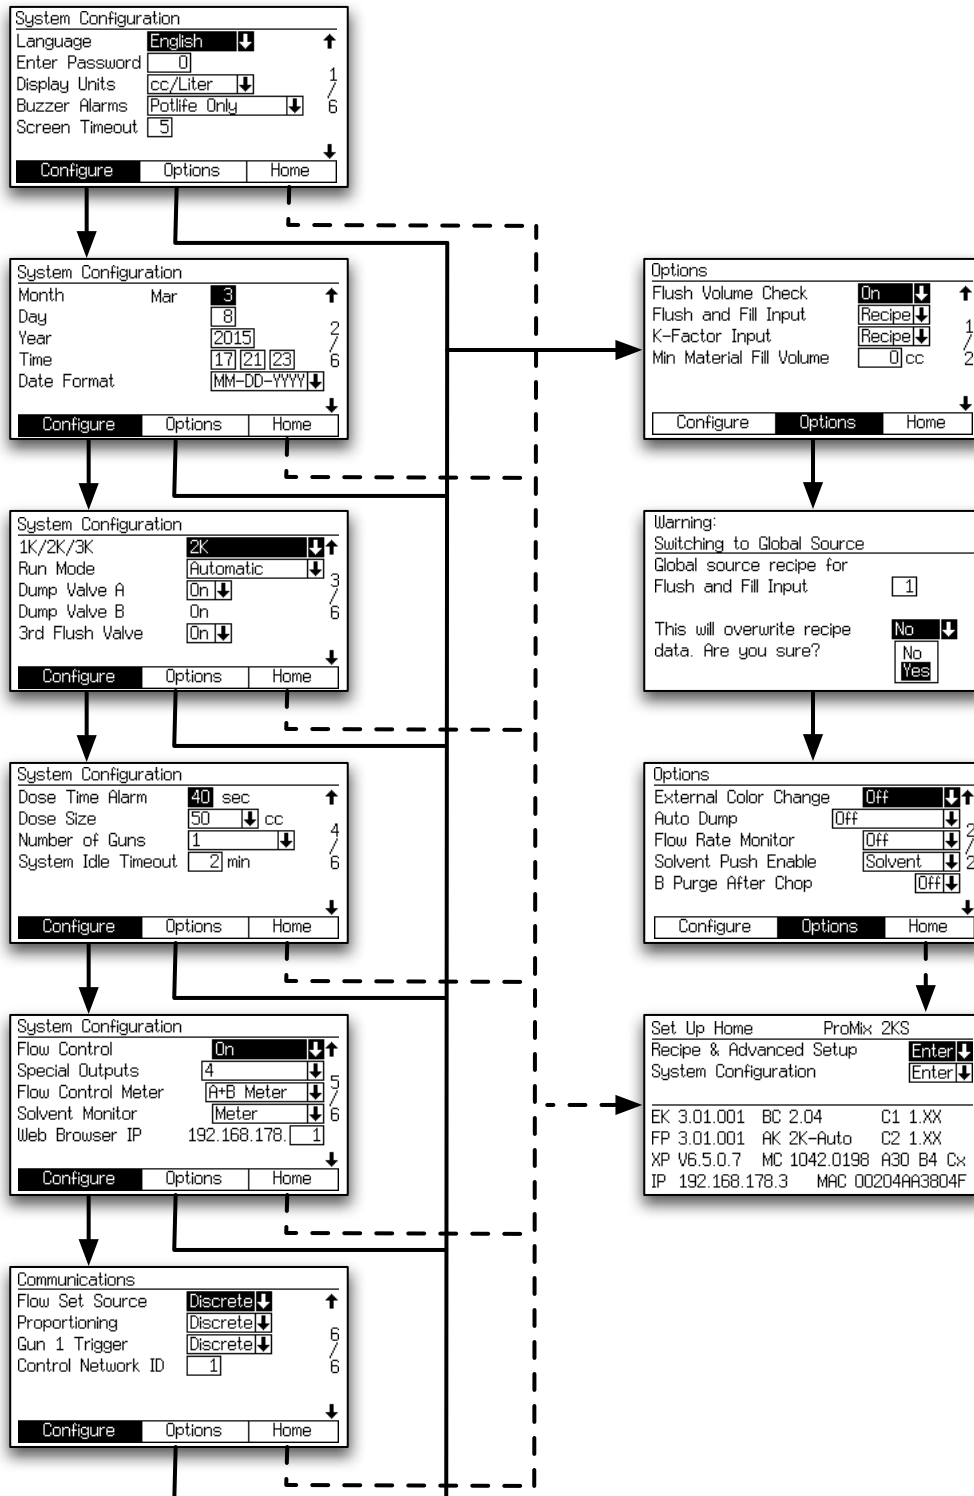 System Configuration
Language English
Enter Password 0
Display Units cc/Liter
Buzzer Alarms Potlife Only
Screen Timeout 5
1/6
Configure Options Home
System Configuration
Month Mar 3
Day 8
Year 2015
Time 17 21 23
Date Format MM-DD-YYYY
2/6
Configure Options Home
System Configuration
1K/2K/3K 2K
Run Mode Automatic
Dump Valve A On
Dump Valve B On
3rd Flush Valve On
3/6
Configure Options Home
System Configuration
Dose Time Alarm 40 sec
Dose Size 50 cc
Number of Guns 1
System Idle Timeout 2 min
4/6
Configure Options Home
System Configuration
Flow Control On
Special Outputs 4
Flow Control Meter A+B Meter
Solvent Monitor Meter
Web Browser IP 192.168.178. 1
5/6
Configure Options Home
Communications
Flow Set Source Discrete
Proportioning Discrete
Gun 1 Trigger Discrete
Control Network ID 1
6/6
Configure Options Home
Options
Flush Volume Check On
Flush and Fill Input Recipe
K-Factor Input Recipe
Min Material Fill Volume 0 cc
1/2
Configure Options Home
Warning:
Switching to Global Source
Global source recipe for
Flush and Fill Input 1
This will overwrite recipe No
data. Are you sure? No
Yes
Options
External Color Change Off
Auto Dump Off
Flow Rate Monitor Off
Solvent Push Enable Solvent
B Purge After Chop Off
2/2
Configure Options Home
Set Up Home ProMix 2KS
Recipe & Advanced Setup Enter
System Configuration Enter
EK 3.01.001 BC 2.04 C1 1.XX
FP 3.01.001 AK 2K-Auto C2 1.XX
XP V6.5.0.7 MC 1042.0198 A30 B4 Cx
IP 192.168.178.3 MAC 00204AA3804F